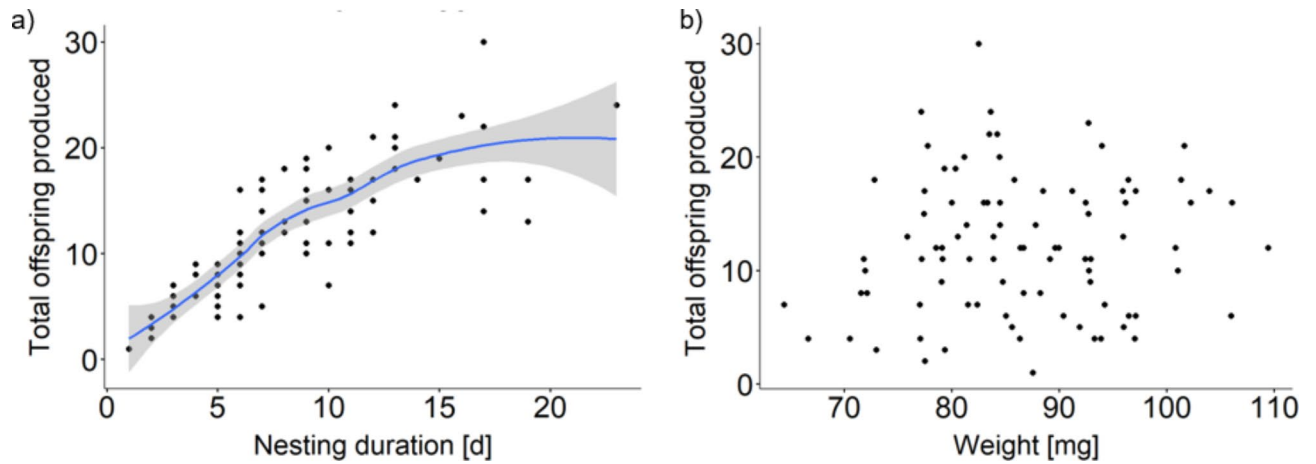 a)
Total offspring produced
30
20
10
0
0 5 10 15 20
Nesting duration [d]
b)
Total offspring produced
30
20
10
0
70 80 90 100 110
Weight [mg]